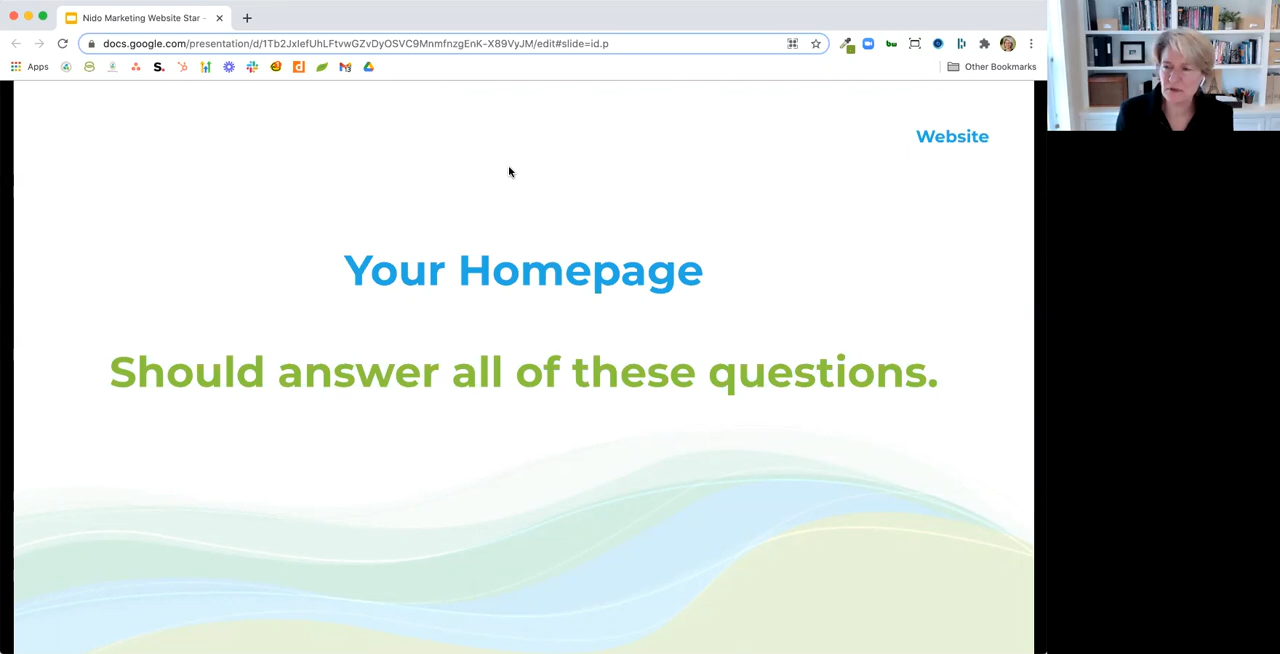 Nido Marketing Website Star -
docs.google.com/presentation/d/1Tb2JxIefUhLFtvwGZvDyOSVC9MnmfnzgEnK-X89VyJM/edit#slide=id.p
Apps
Other Bookmarks
Website
Your Homepage
Should answer all of these questions.